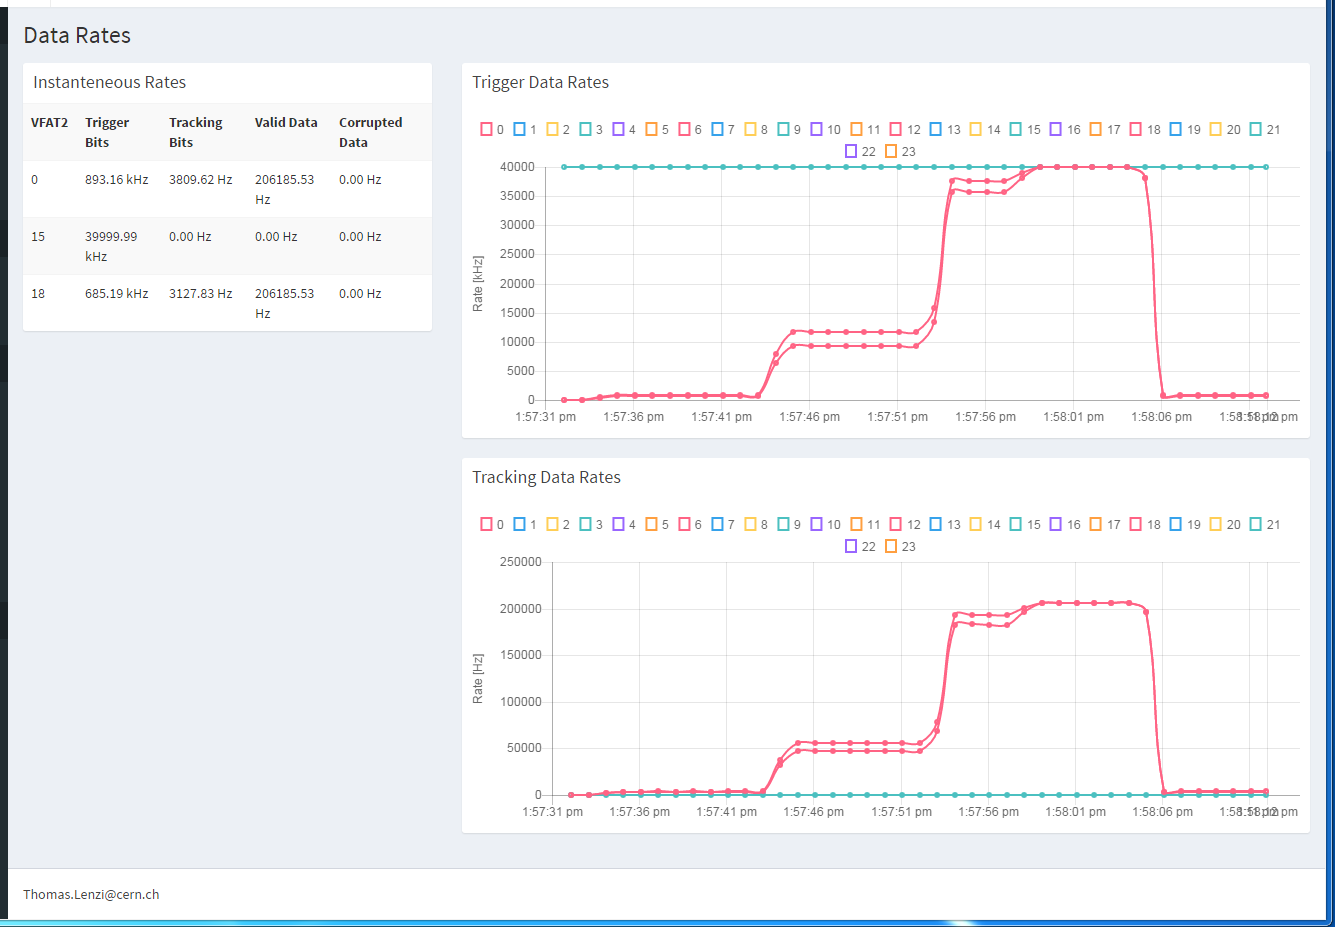 Data Rates
Instanteneous Rates
VFAT2 Trigger Bits Tracking Bits Valid Data Corrupted Data
0 893.16 kHz 3809.62 Hz 206185.53 Hz 0.00 Hz
15 39999.99 kHz 0.00 Hz 0.00 Hz 0.00 Hz
18 685.19 kHz 3127.83 Hz 206185.53 Hz 0.00 Hz
Trigger Data Rates
0 1 2 3 4 5 6 7 8 9 10 11 12 13 14 15 16 17 18 19 20 21
22 23
40000
35000
30000
25000
20000
15000
10000
5000
0
Rate [kHz]
1:57:31 pm 1:57:36 pm 1:57:41 pm 1:57:46 pm 1:57:51 pm 1:57:56 pm 1:58:01 pm 1:58:06 pm 1:58:11 pm 1:58:12 pm
Tracking Data Rates
0 1 2 3 4 5 6 7 8 9 10 11 12 13 14 15 16 17 18 19 20 21
22 23
250000
200000
150000
100000
50000
0
Rate [Hz]
1:57:31 pm 1:57:36 pm 1:57:41 pm 1:57:46 pm 1:57:51 pm 1:57:56 pm 1:58:01 pm 1:58:06 pm 1:58:11 pm 1:58:12 pm
Thomas.Lenzi@cern.ch